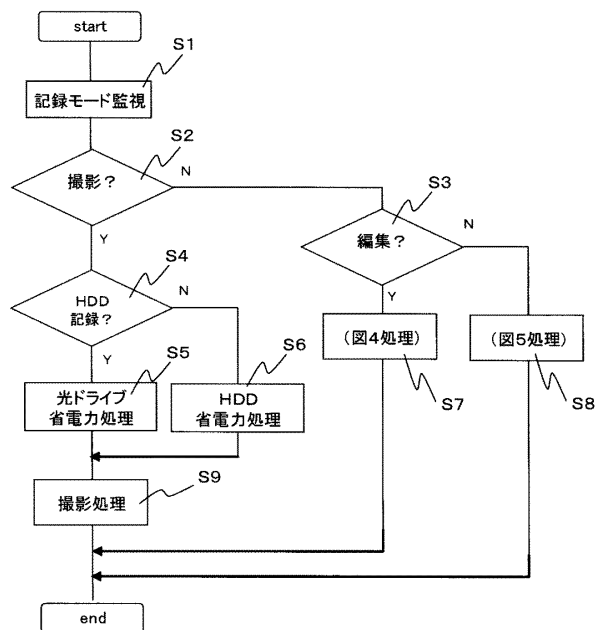 start
S1
記録モード監視
S2
撮影？
N
S3
N
編集？
Y
S4
HDD
記録？
N
Y
Y
(図4処理)
(図5処理)
S5
S6
光ドライブ
省電力処理
HDD
省電力処理
S7
S8
S9
撮影処理
end